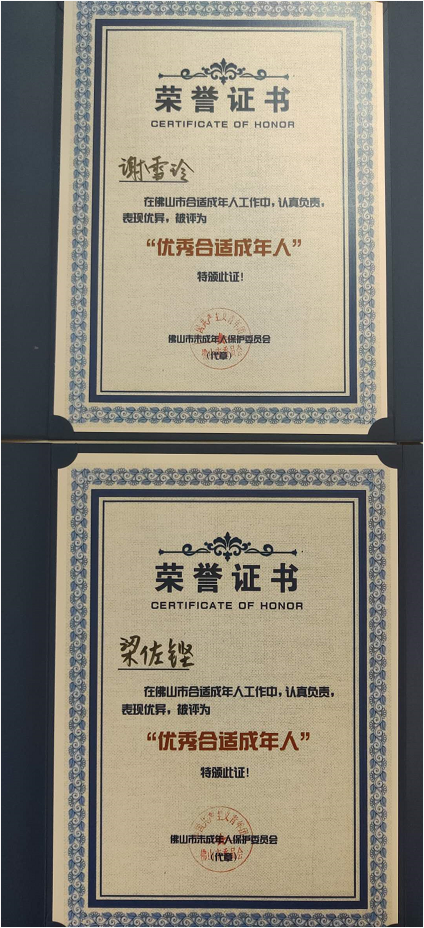 荣誉证书
CERTIFICATE OF HONOR
谢雪玲
在佛山市合适成年人工作中,认真负责,
表现优异,被评为
“优秀合适成年人”
特颁此证!
佛山市未成年人保护委员会
(代章)
荣誉证书
CERTIFICATE OF HONOR
梁佐铿
在佛山市合适成年人工作中,认真负责,
表现优异,被评为
“优秀合适成年人”
特颁此证!
佛山市未成年人保护委员会
(代章)